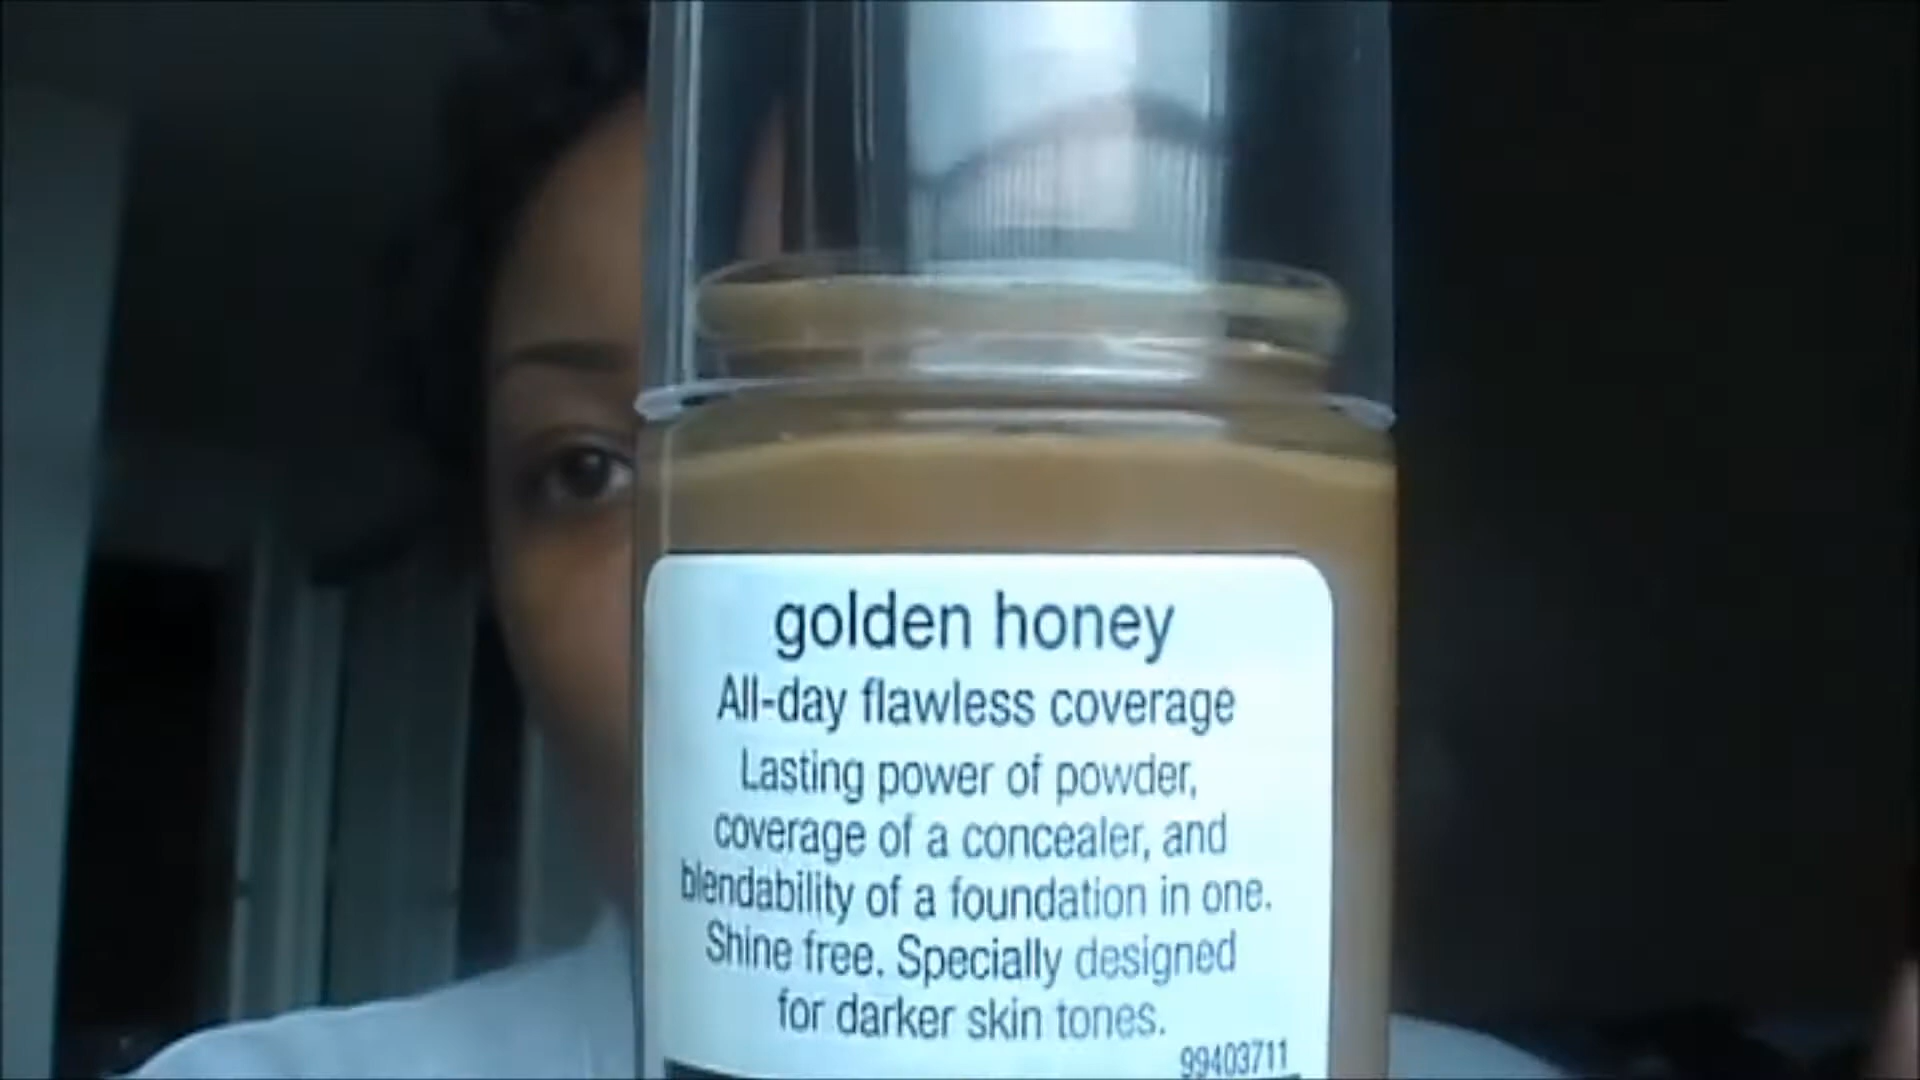 golden honey
All-day flawless coverage
Lasting power of powder,
coverage of a concealer, and
blendability of a foundation in one.
Shine free. Specially designed
for darker skin tones.
99403711